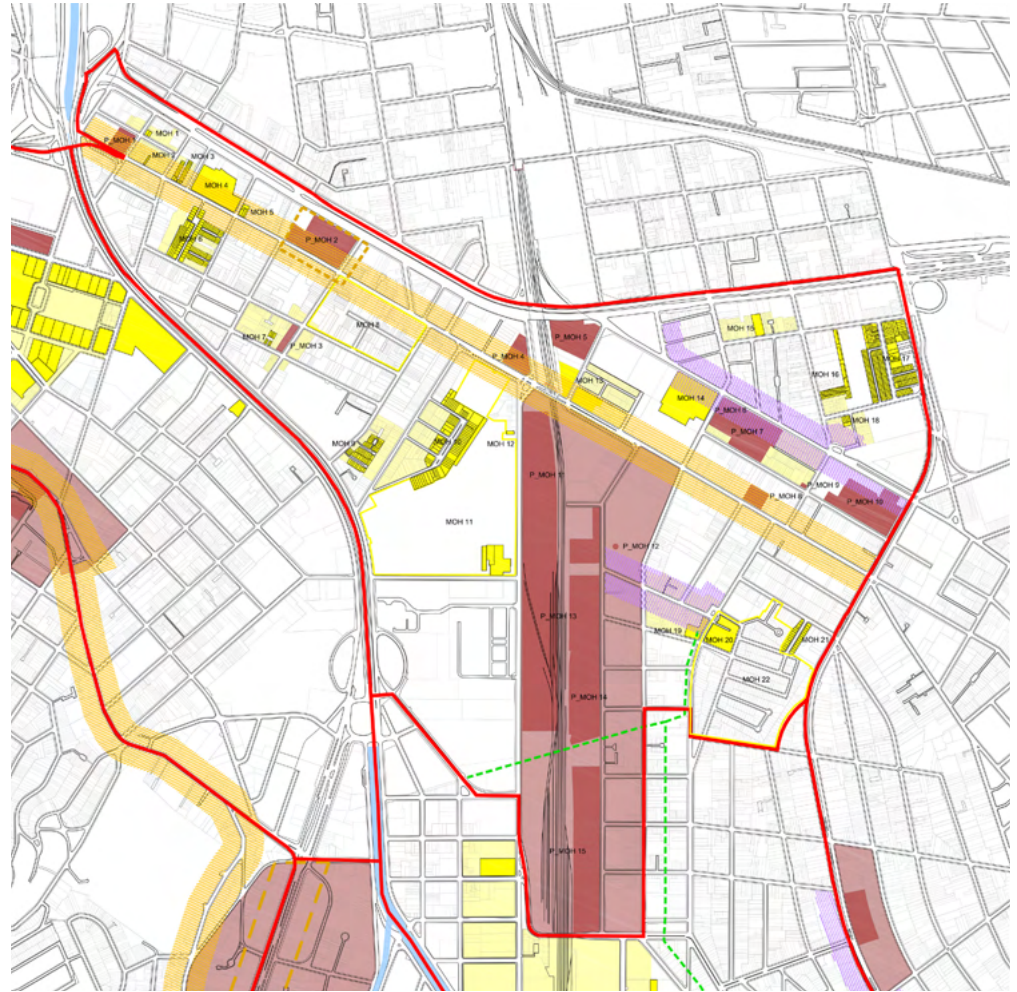 MOH 1
P_MOH 1
MOH 2
MOH 3
MOH 4
MOH 5
MOH 6
P_MOH 2
MOH 7
P_MOH 3
MOH 8
P_MOH 4
P_MOH 5
MOH 13
MOH 15
MOH 16
MOH 17
MOH 14
P_MOH 6
P_MOH 7
MOH 18
MOH 9
MOH 10
MOH 12
P_MOH 11
P_MOH 9
P_MOH 8
P_MOH 10
MOH 11
P_MOH 12
P_MOH 13
MOH 19
MOH 20
MOH 21
MOH 22
P_MOH 14
P_MOH 15